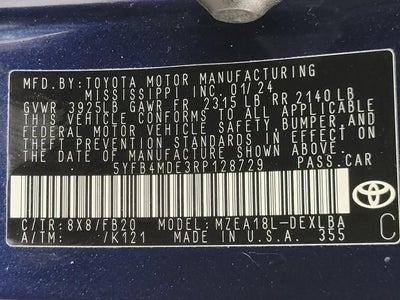 MFD.BY:TOYOTA MOTOR MANUFACTURING
MISSISSIPPI INC. 01/24
GVWR 3925LB GAWR FR 2315 LB RR 2140 LB
THIS VEHICLE CONFORMS TO ALL APPLICABLE
FEDERAL MOTOR VEHICLE SAFETY, BUMPER, AND
THEFT PREVENTION STANDARDS IN EFFECT ON
THE DATE OF MANUFACTURE SHOWN ABOVE.
5YFB4MDE3RP128729 PASS.CAR
C/TR:8X8/FB20 MODEL: MZEA18L-DEXLBA
A/TM: /K121 MADE IN U.S.A. 355
TOYOTA
C